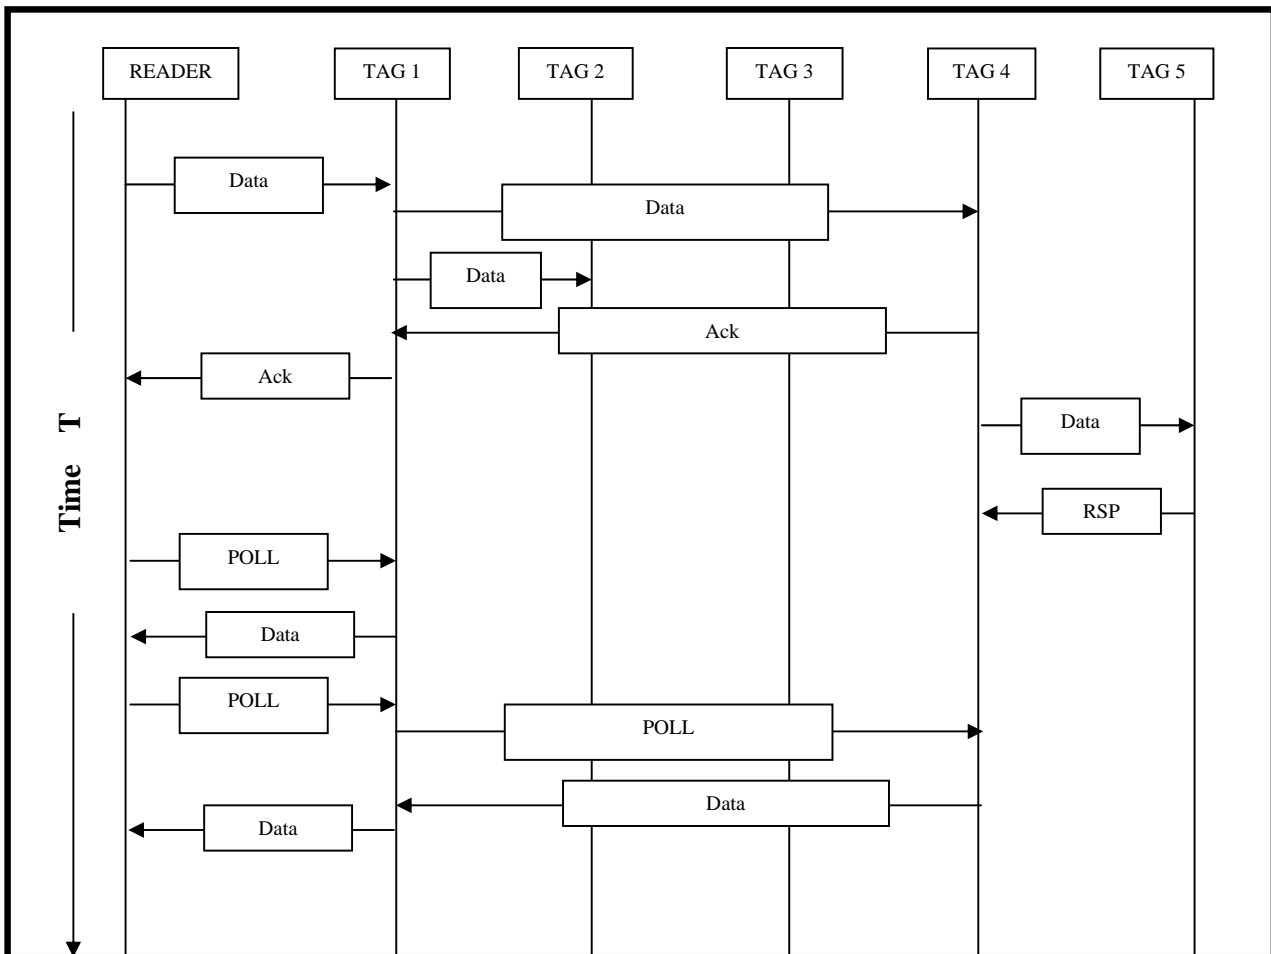 READER
TAG 1
TAG 2
TAG 3
TAG 4
TAG 5
Data
Data
Data
Ack
Ack
Data
RSP
POLL
Data
POLL
POLL
Data
Data
Time T